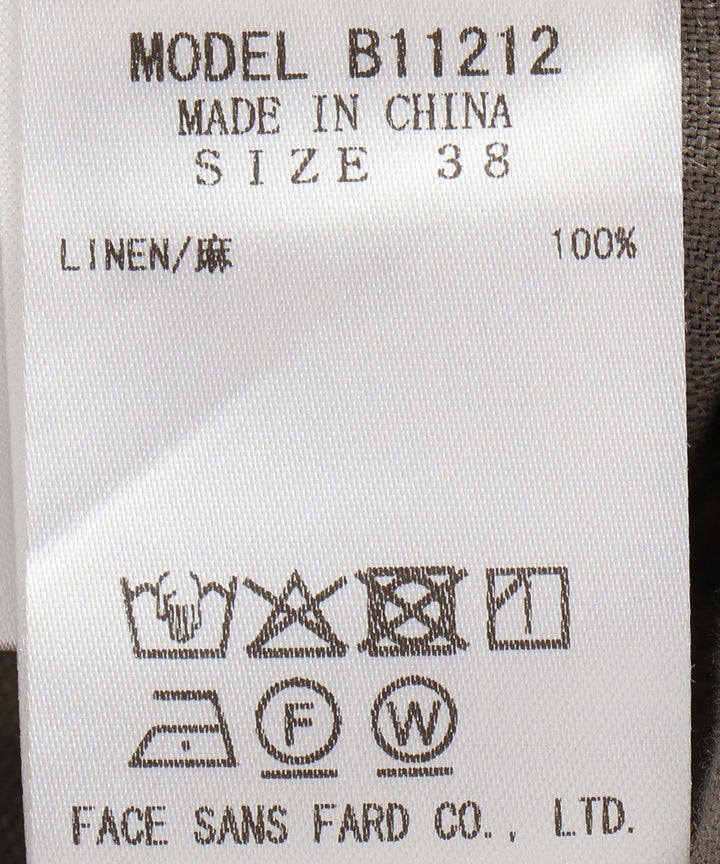 MODEL B11212
MADE IN CHINA
SIZE 38
LINEN/麻 100%
F W
FACE SANS FARD CO., LTD.